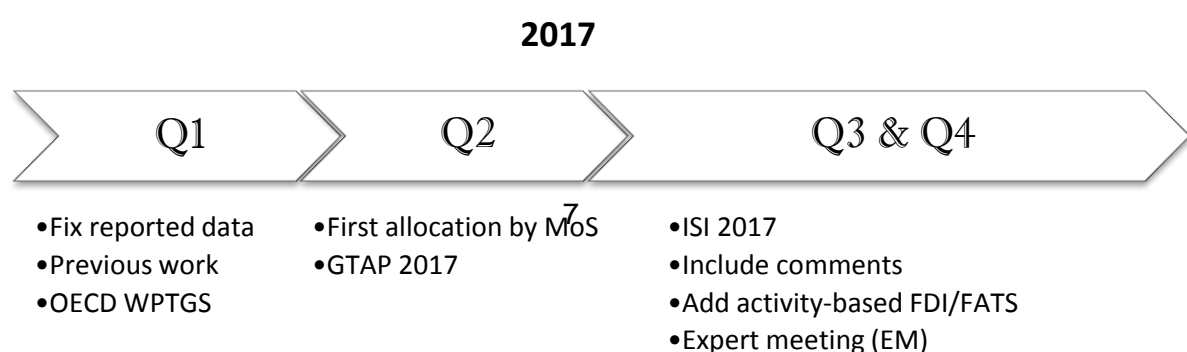 2017
Q1
Q2
Q3 & Q4
•Fix reported data
•Previous work
•OECD WPTGS
•First allocation by MoS
•GTAP 2017
7
•ISI 2017
•Include comments
•Add activity-based FDI/FATS
•Expert meeting (EM)